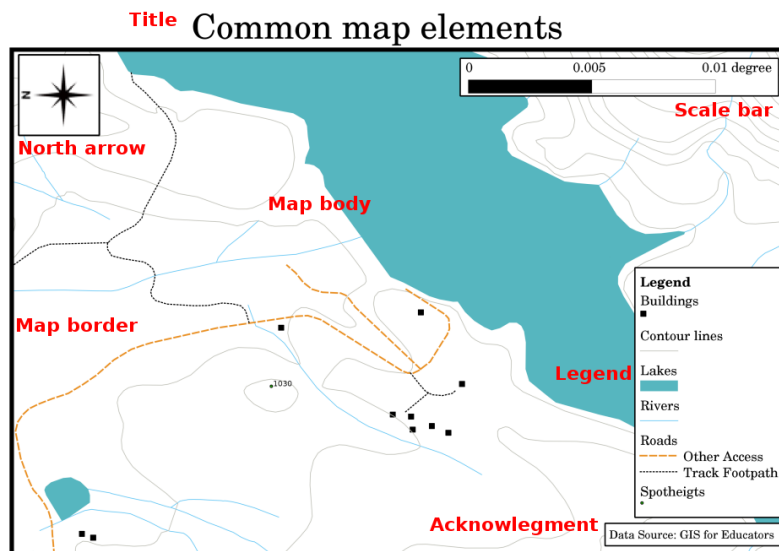 Title Common map elements
0 0.005 0.01 degree
Scale bar
N
North arrow
Map body
Map border
Legend
Buildings
Contour lines
Legend Lakes
Rivers
Roads
1030
Other Access
Track Footpath
Spotheigts
Acknowlegment
Data Source: GIS for Educators